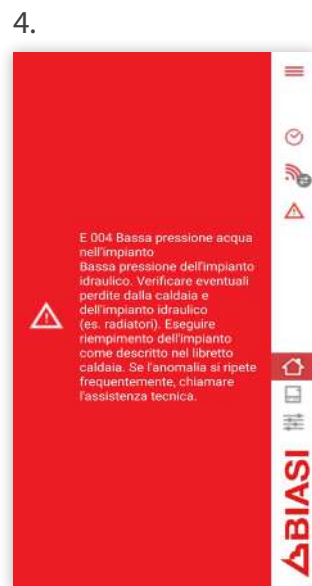 4.
E 004 Bassa pressione acqua
nell'impianto
Bassa pressione dell'impianto
idraulico. Verificare eventuali
perdite dalla caldaia e
dell'impianto idraulico
(es. radiatori). Eseguire
riempimento dell'impianto
come descritto nel libretto
caldaia. Se l'anomalia si ripete
frequentemente, chiamare
l'assistenza tecnica.
BIASI